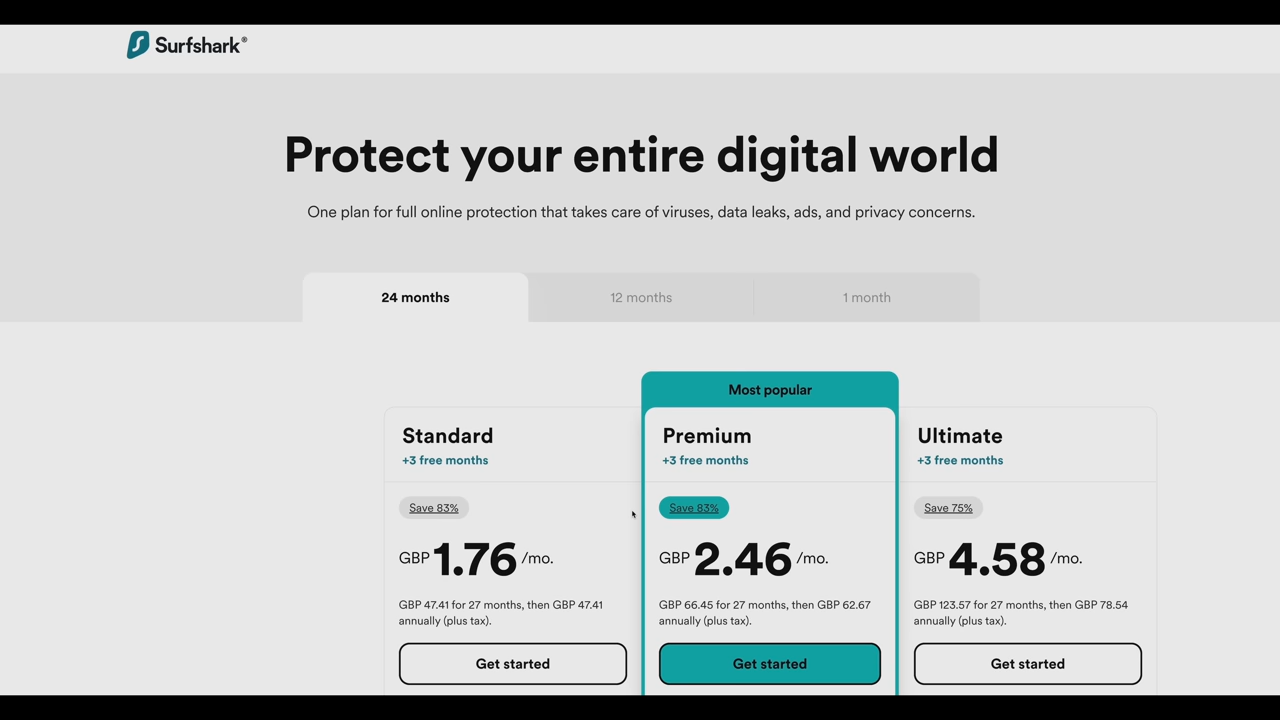 Surfshark®
Protect your entire digital world
One plan for full online protection that takes care of viruses, data leaks, ads, and privacy concerns.
24 months
12 months
1 month
Most popular
Standard
+3 free months
Save 83%
GBP 1.76 /mo.
GBP 47.41 for 27 months, then GBP 47.41
annually (plus tax).
Get started
Premium
+3 free months
Save 83%
GBP 2.46 /mo.
GBP 66.45 for 27 months, then GBP 62.67
annually (plus tax).
Get started
Ultimate
+3 free months
Save 75%
GBP 4.58 /mo.
GBP 123.57 for 27 months, then GBP 78.54
annually (plus tax).
Get started